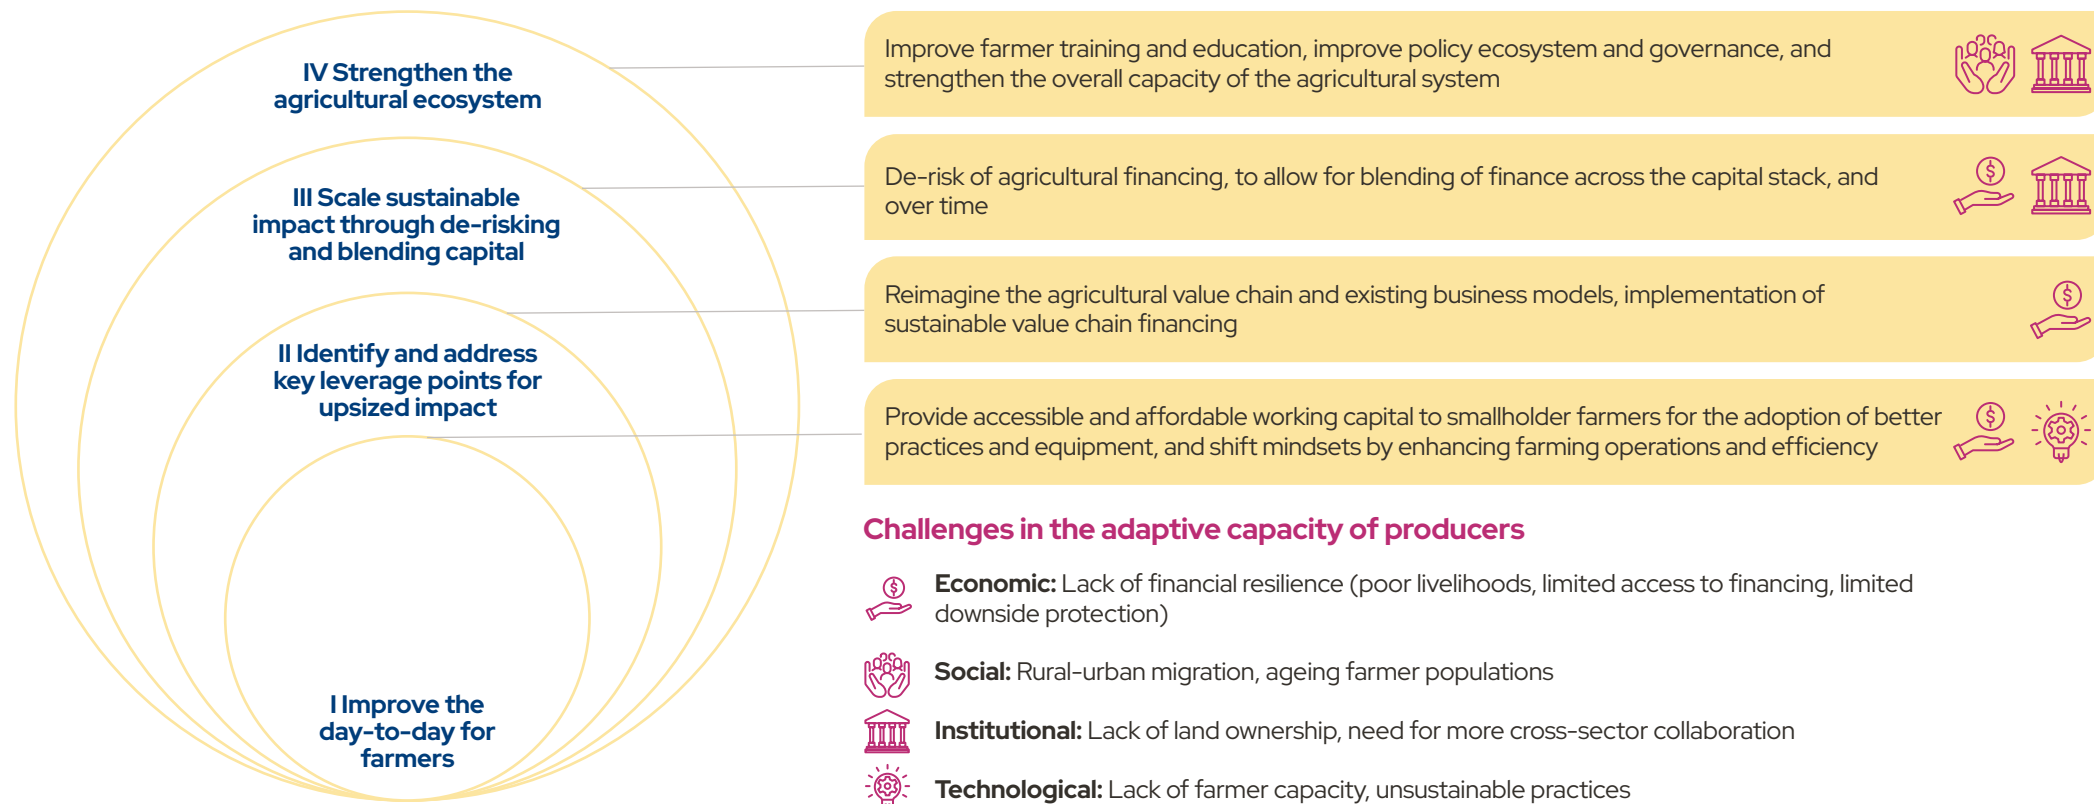 IV Strengthen the
agricultural ecosystem
Improve farmer training and education, improve policy ecosystem and governance, and
strengthen the overall capacity of the agricultural system
III Scale sustainable
impact through de-risking
and blending capital
De-risk of agricultural financing, to allow for blending of finance across the capital stack, and
over time
II Identify and address
key leverage points for
upsized impact
Reimagine the agricultural value chain and existing business models, implementation of
sustainable value chain financing
I Improve the
day-to-day for
farmers
Provide accessible and affordable working capital to smallholder farmers for the adoption of better
practices and equipment, and shift mindsets by enhancing farming operations and efficiency
Challenges in the adaptive capacity of producers
Economic: Lack of financial resilience (poor livelihoods, limited access to financing, limited
downside protection)
Social: Rural-urban migration, ageing farmer populations
Institutional: Lack of land ownership, need for more cross-sector collaboration
Technological: Lack of farmer capacity, unsustainable practices